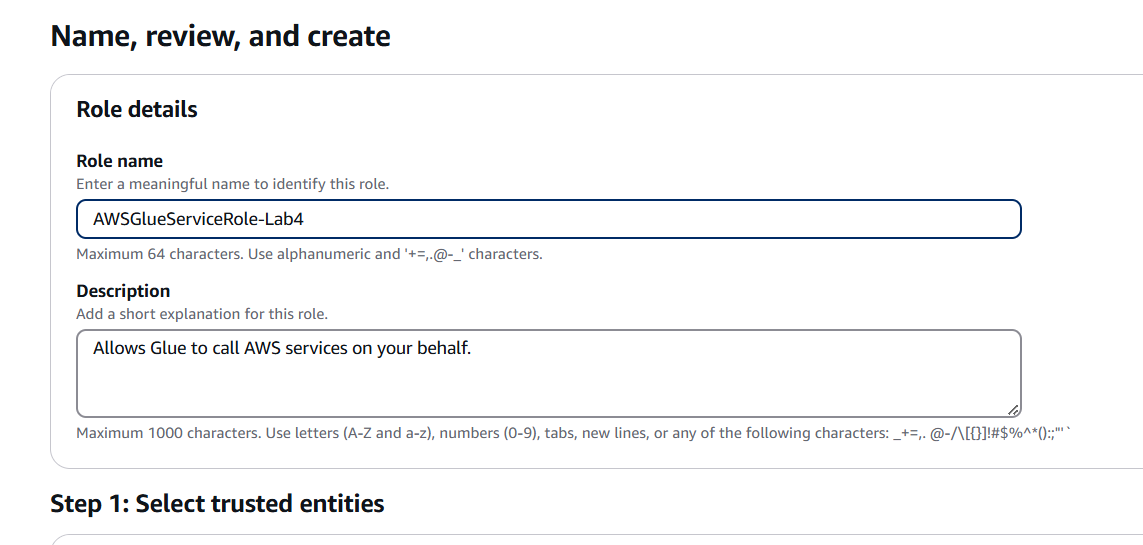 Name, review, and create
Role details
Role name
Enter a meaningful name to identify this role.
AWSGlueServiceRole-Lab4
Maximum 64 characters. Use alphanumeric and '+=,.@-_' characters.
Description
Add a short explanation for this role.
Allows Glue to call AWS services on your behalf.
Maximum 1000 characters. Use letters (A-Z and a-z), numbers (0-9), tabs, new lines, or any of the following characters: _+=,. @-/\[{}]!#$%^*();:"'`
Step 1: Select trusted entities